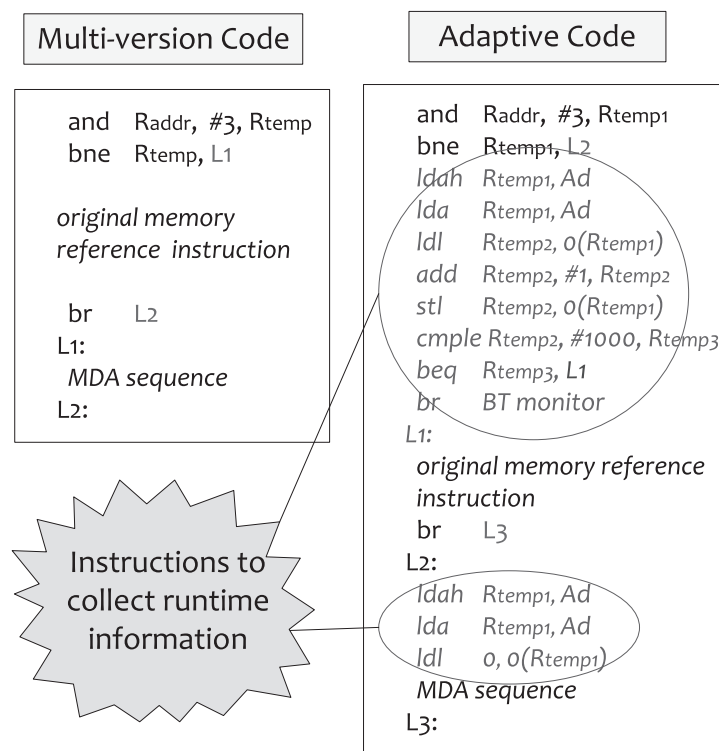 Multi-version Code
and Raddr, #3, Rtemp
bne Rtemp, L1
original memory
reference instruction
br L2
L1:
MDA sequence
L2:
Instructions to
collect runtime
information
Adaptive Code
and Raddr, #3, Rtemp1
bne Rtemp1, L2
ldah Rtemp1, Ad
lda Rtemp1, Ad
ldl Rtemp2, 0(Rtemp1)
add Rtemp2, #1, Rtemp2
stl Rtemp2, 0(Rtemp1)
cmple Rtemp2, #1000, Rtemp3
beq Rtemp3, L1
br BT monitor
L1:
original memory reference
instruction
br L3
L2:
ldah Rtemp1, Ad
lda Rtemp1, Ad
ldl 0, 0(Rtemp1)
MDA sequence
L3: